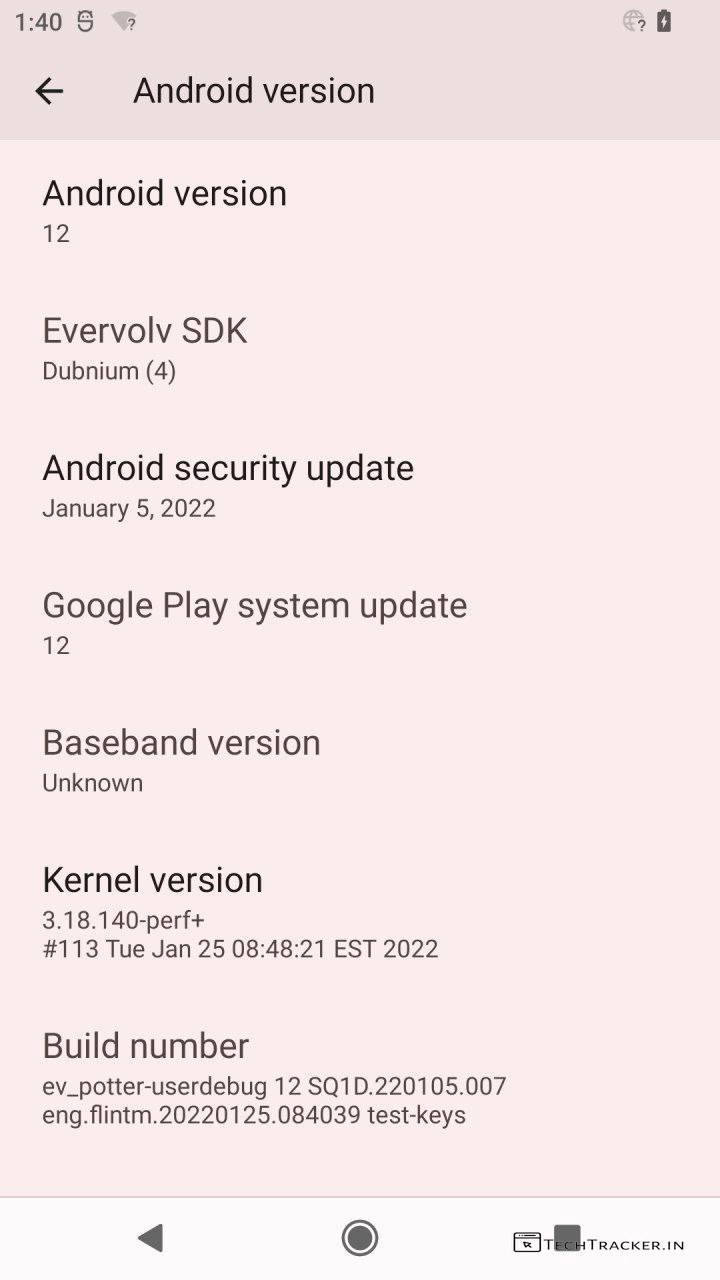 1:40
Android version
Android version
12
Evervolv SDK
Dubnium (4)
Android security update
January 5, 2022
Google Play system update
12
Baseband version
Unknown
Kernel version
3.18.140-perf+
#113 Tue Jan 25 08:48:21 EST 2022
Build number
ev_potter-userdebug 12 SQ1D.220105.007
eng.flintm.20220125.084039 test-keys
TECHTRACKER.IN